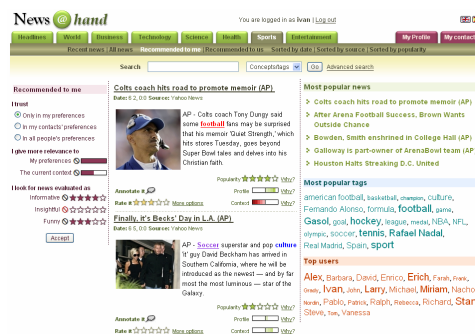 News @ hand
You are logged in as ivan | Log out
Headlines World Business Technology Science Health Sports Entertainment My Profile My contac
Recent news | All news Recommended to me | Recommended to us Sorted by date | Sorted by source | Sorted by popularity
Search Concepts/tags Go Advanced search
Recommended to me
I trust
Only in my preferences
In my contacts' preferences
In all people's preferences
I give more relevance to
My preferences
The current context
I look for news evaluated as
Informative
Insightful
Funny
Accept
Colts coach hits road to promote memoir (AP)
Date: 6 2, 0:0 Source: Yahoo News
AP - Colts coach Tony Dungy said
some football fans may be surprised
that his memoir 'Quiet Strength,' which
hits stores Tuesday, goes beyond
Super Bowl tales and delves into his
Christian faith.
Popularity Why?
Annotate it Profile Why?
Rate it More options Context Why?
Finally, it's Becks' Day in L.A. (AP)
Date: 6 5, 0:0 Source: Yahoo News
AP - Soccer superstar and pop culture
'it' guy David Beckham has arrived in
Southern California, where he will be
introduced as the newest — and by far
the most luminous — star of the
Galaxy.
Popularity Why?
Annotate it Profile Why?
Rate it More options Context Why?
Most popular news
Colts coach hits road to promote memoir (AP)
After Arena Football Success, Brown Wants
Outside Chance
Bowden, Smith enshrined in College Hall (AP)
Galloway is part-owner of ArenaBowl team (AP)
Houston Halts Streaking D.C. United
Most popular tags
american football, basketball, champion, culture,
Fernando Alonso, formula, football, game,
Gasol, goal, hockey, league, medal, NBA, NFL,
olympic, soccer, tennis, Rafael Nadal,
Real Madrid, Spain, sport
Top users
Alex, Barbara, David, Enrico, Erich, Farah, Frank,
Grady, Ivan, John, Larry, Michael, Miriam, Nacho
Nordin, Pablo, Patrick, Ralph, Rebecca, Richard, Stan
Steve, Tom, Vanessa